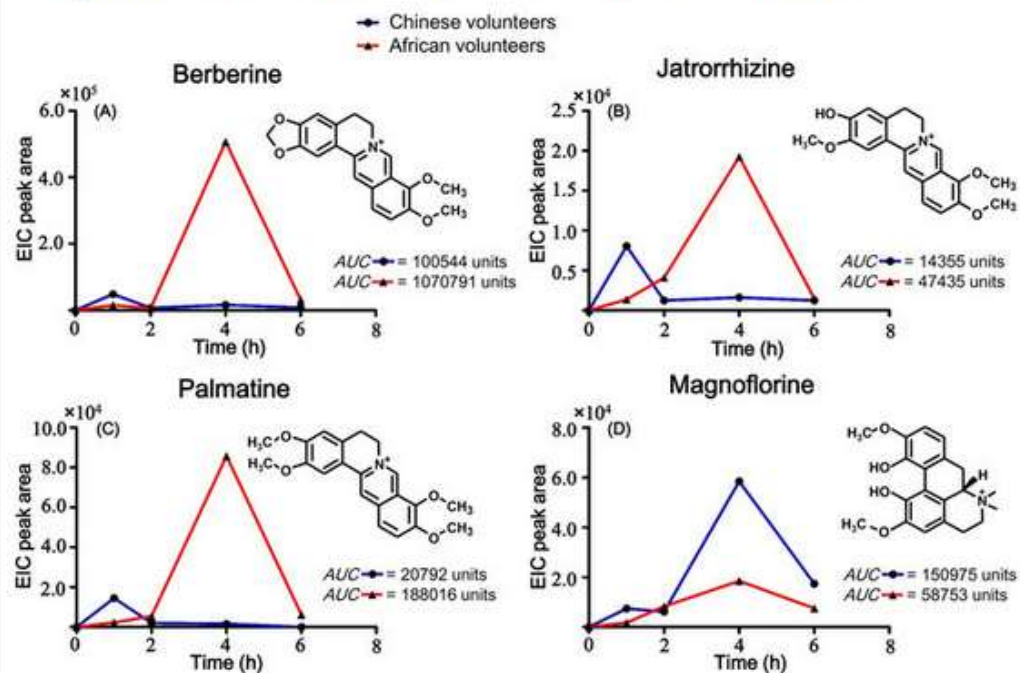 Chinese volunteers
African volunteers
Berberine
×10⁵
(A)
6.0
4.0
2.0
0
2
4
6
8
EIC peak area
Time (h)
O
O
N⁺
O
CH₃
O
CH₃
AUC = 100544 units
AUC = 1070791 units
Jatrorrhizine
×10⁴
(B)
2.5
2.0
1.5
1.0
0.5
0
2
4
6
8
EIC peak area
Time (h)
HO
H₃C
O
N⁺
O
CH₃
O
CH₃
AUC = 14355 units
AUC = 47435 units
Palmatine
×10⁴
(C)
10.0
8.0
6.0
4.0
2.0
0
2
4
6
8
EIC peak area
Time (h)
H₃C
O
H₃C
O
N⁺
O
CH₃
O
CH₃
AUC = 20792 units
AUC = 188016 units
Magnoflorine
×10⁴
(D)
8.0
6.0
4.0
2.0
0
2
4
6
8
EIC peak area
Time (h)
H₃C
O
HO
H
HO
N⁺
H₃C
O
AUC = 150975 units
AUC = 58753 units